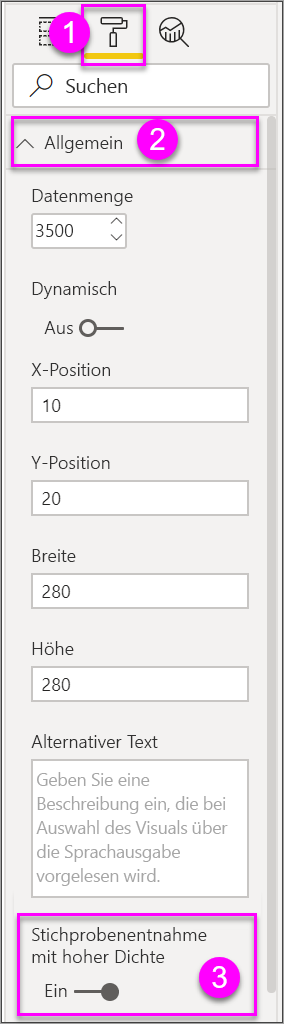 1
Suchen
Allgemein 2
Datenmenge
3500
Dynamisch
Aus
X-Position
10
Y-Position
20
Breite
280
Höhe
280
Alternativer Text
Geben Sie eine
Beschreibung ein, die bei
Auswahl des Visuals über
die Sprachausgabe
vorgelesen wird.
Stichprobenentnahme
mit hoher Dichte
Ein
3